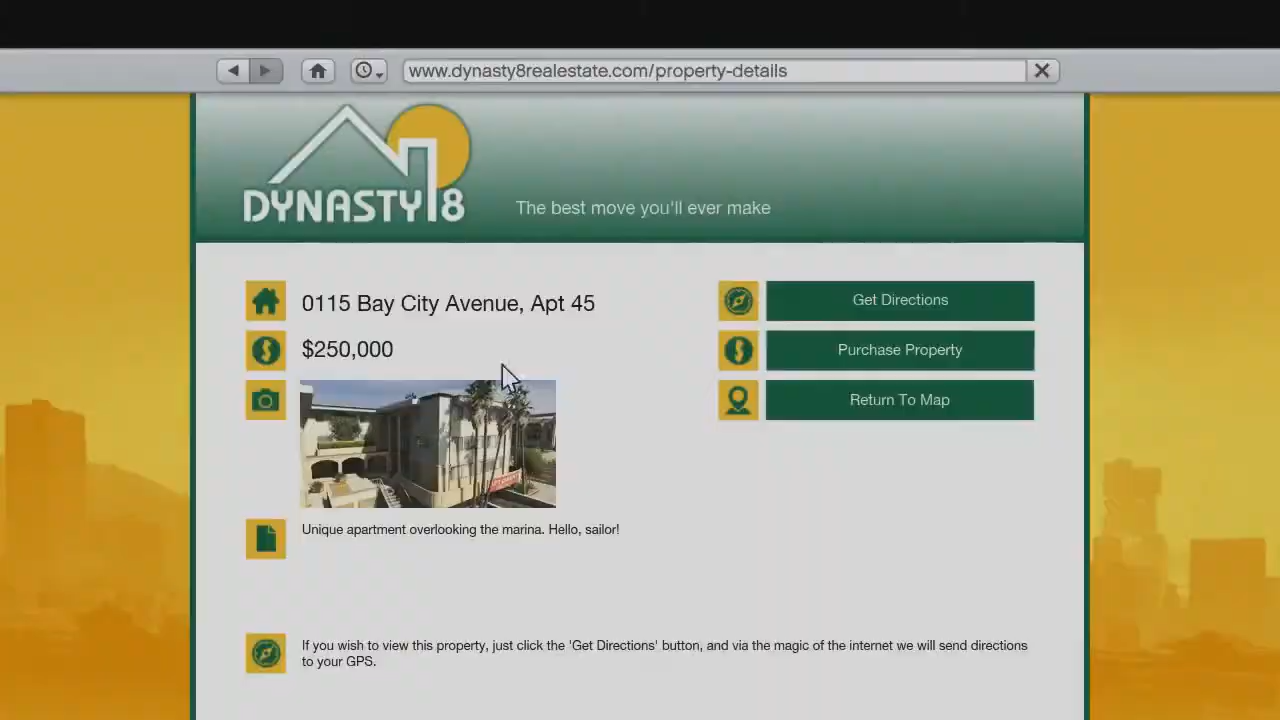 www.dynasty8realestate.com/property-details
DYNASTY 8
The best move you'll ever make
0115 Bay City Avenue, Apt 45
$250,000
Unique apartment overlooking the marina. Hello, sailor!
If you wish to view this property, just click the 'Get Directions' button, and via the magic of the internet we will send directions
to your GPS.
Get Directions
Purchase Property
Return To Map